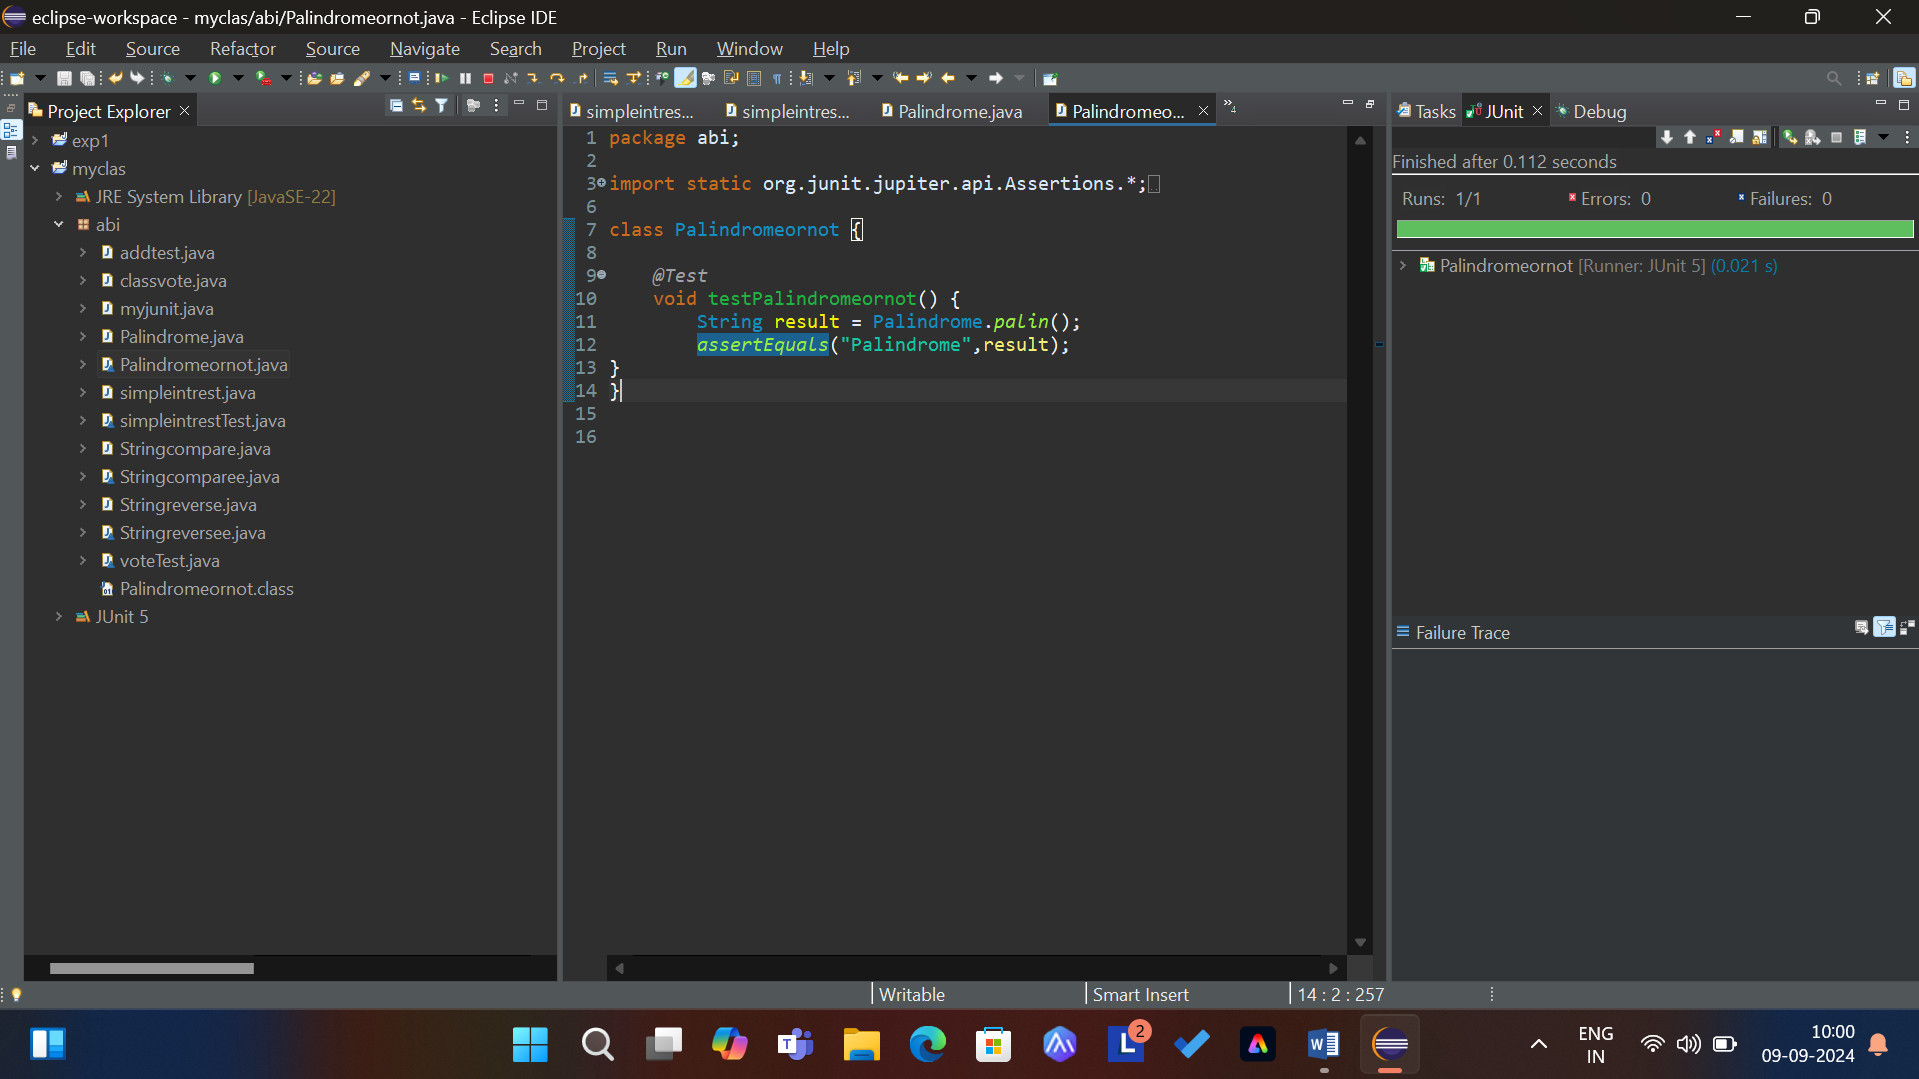 eclipse-workspace - myclas/abi/Palindromeornot.java - Eclipse IDE
File Edit Source Refactor Source Navigate Search Project Run Window Help
Project Explorer
exp1
myclas
JRE System Library [JavaSE-22]
abi
addtest.java
classvote.java
myjunit.java
Palindrome.java
Palindromeornot.java
simpleintrest.java
simpleintrestTest.java
Stringcompare.java
Stringcomparee.java
Stringreverse.java
Stringreversee.java
voteTest.java
Palindromeornot.class
JUnit 5
simpleintres... simpleintres... Palindrome.java Palindromeo... »4
1 package abi;
2
3 import static org.junit.jupiter.api.Assertions.*;
6
7 class Palindromeornot {
8
9 @Test
10 void testPalindromeornot() {
11 String result = Palindrome.palin();
12 assertEquals("Palindrome",result);
13 }
14 }
15
16
Tasks JUnit Debug
Finished after 0.112 seconds
Runs: 1/1 Errors: 0 Failures: 0
Palindromeornot [Runner: JUnit 5] (0.021 s)
Failure Trace
Writable Smart Insert 14 : 2 : 257
2
ENG
IN
10:00
09-09-2024